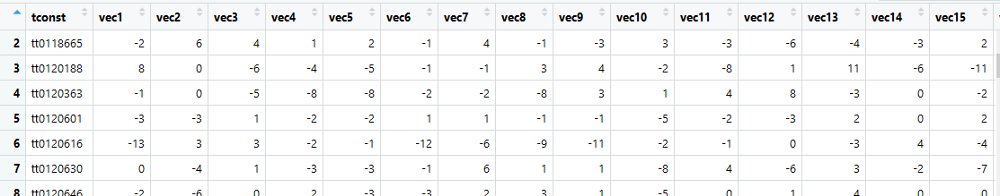 tconst vec1 vec2 vec3 vec4 vec5 vec6 vec7 vec8 vec9 vec10 vec11 vec12 vec13 vec14 vec15
2 tt0118665 -2 6 4 1 2 -1 4 -1 -3 3 -3 -6 -4 -3 2
3 tt0120188 8 0 -6 -4 -5 -1 -1 3 4 -2 -8 1 11 -6 -11
4 tt0120363 -1 0 -5 -8 -8 -2 -2 -8 3 1 4 8 -3 0 -2
5 tt0120601 -3 -3 1 -2 -2 1 1 -1 -1 -5 -2 -3 2 0 2
6 tt0120616 -13 3 3 -2 -1 -12 -6 -9 -11 -2 -1 0 -3 4 -4
7 tt0120630 0 -4 1 -3 -3 -1 6 1 1 -8 4 -6 3 -2 -7
8 tt0120646 -2 -6 0 2 -3 -3 2 3 1 -5 0 1 4 0 0